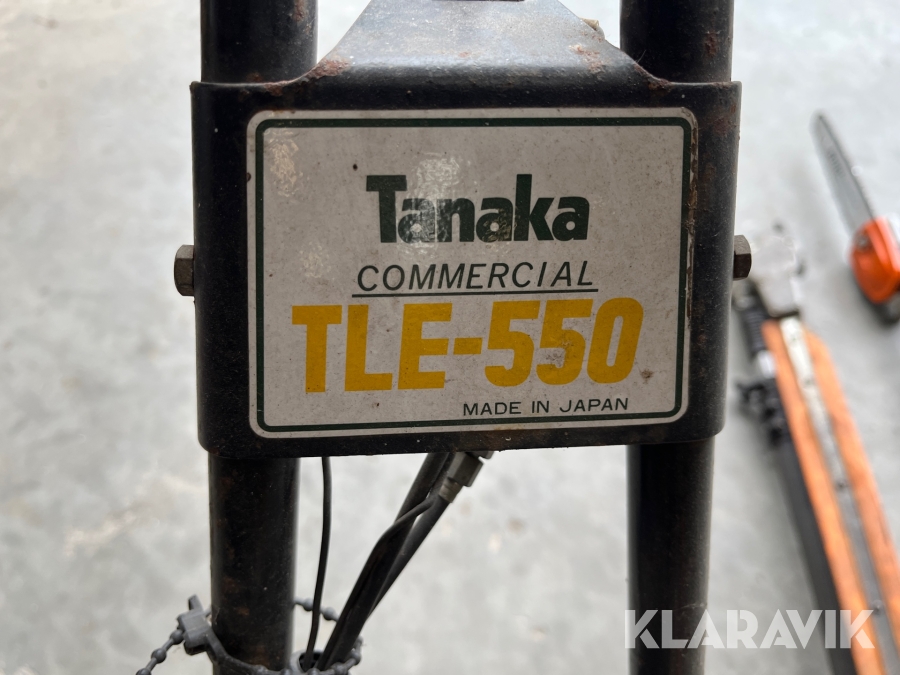 Tanaka
COMMERCIAL
TLE-550
MADE IN JAPAN
KLARAVIK